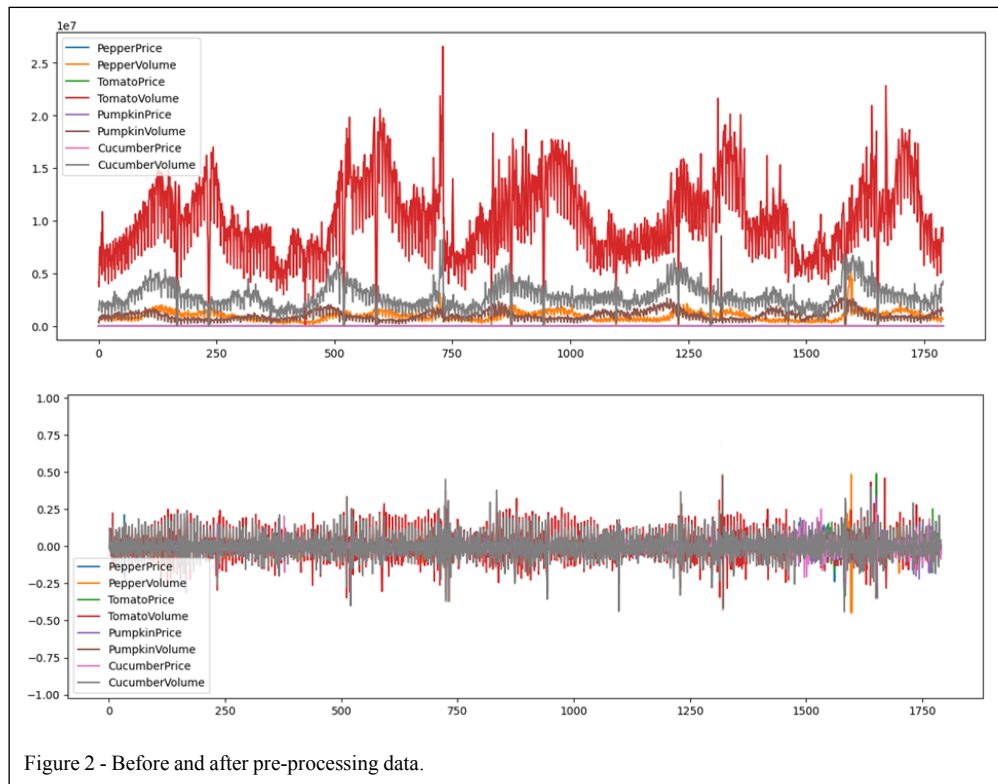 1e7
PepperPrice
PepperVolume
TomatoPrice
TomatoVolume
PumpkinPrice
PumpkinVolume
CucumberPrice
CucumberVolume
2.5
2.0
1.5
1.0
0.5
0.0
0 250 500 750 1000 1250 1500 1750
1.00
0.75
0.50
0.25
0.00
−0.25
−0.50
−0.75
−1.00
PepperPrice
PepperVolume
TomatoPrice
TomatoVolume
PumpkinPrice
PumpkinVolume
CucumberPrice
CucumberVolume
0 250 500 750 1000 1250 1500 1750
Figure 2 - Before and after pre-processing data.